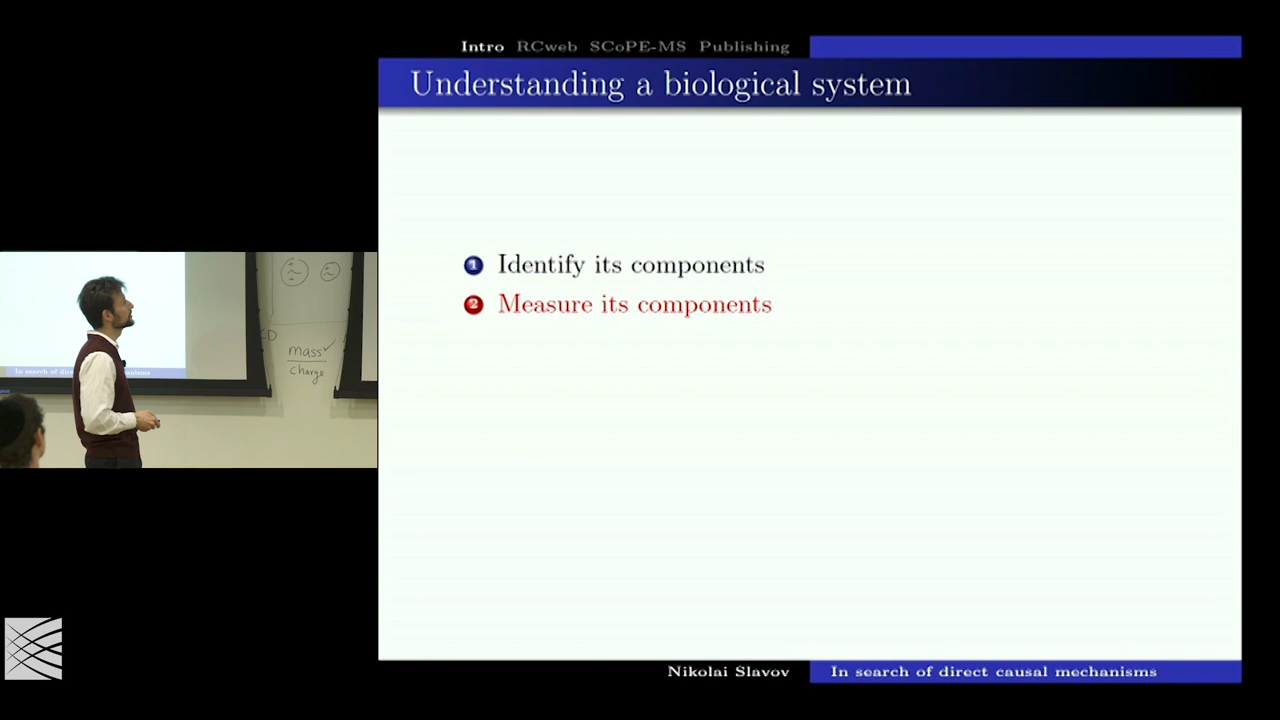 Intro RCweb SCoPE-MS Publishing
Understanding a biological system
1 Identify its components
2 Measure its components
mass✓
charge
In search of direct causal mechanisms
Nikolai Slavov